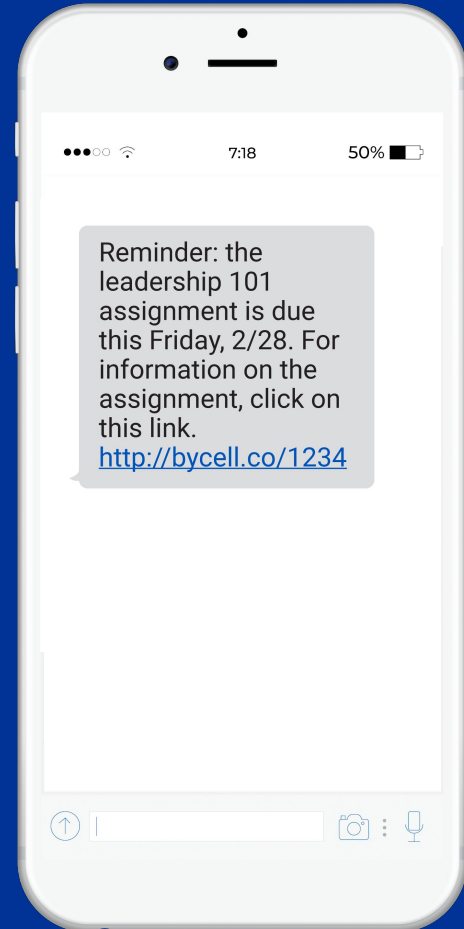 7:18
50%
Reminder: the
leadership 101
assignment is due
this Friday, 2/28. For
information on the
assignment, click on
this link.
http://bycell.co/1234